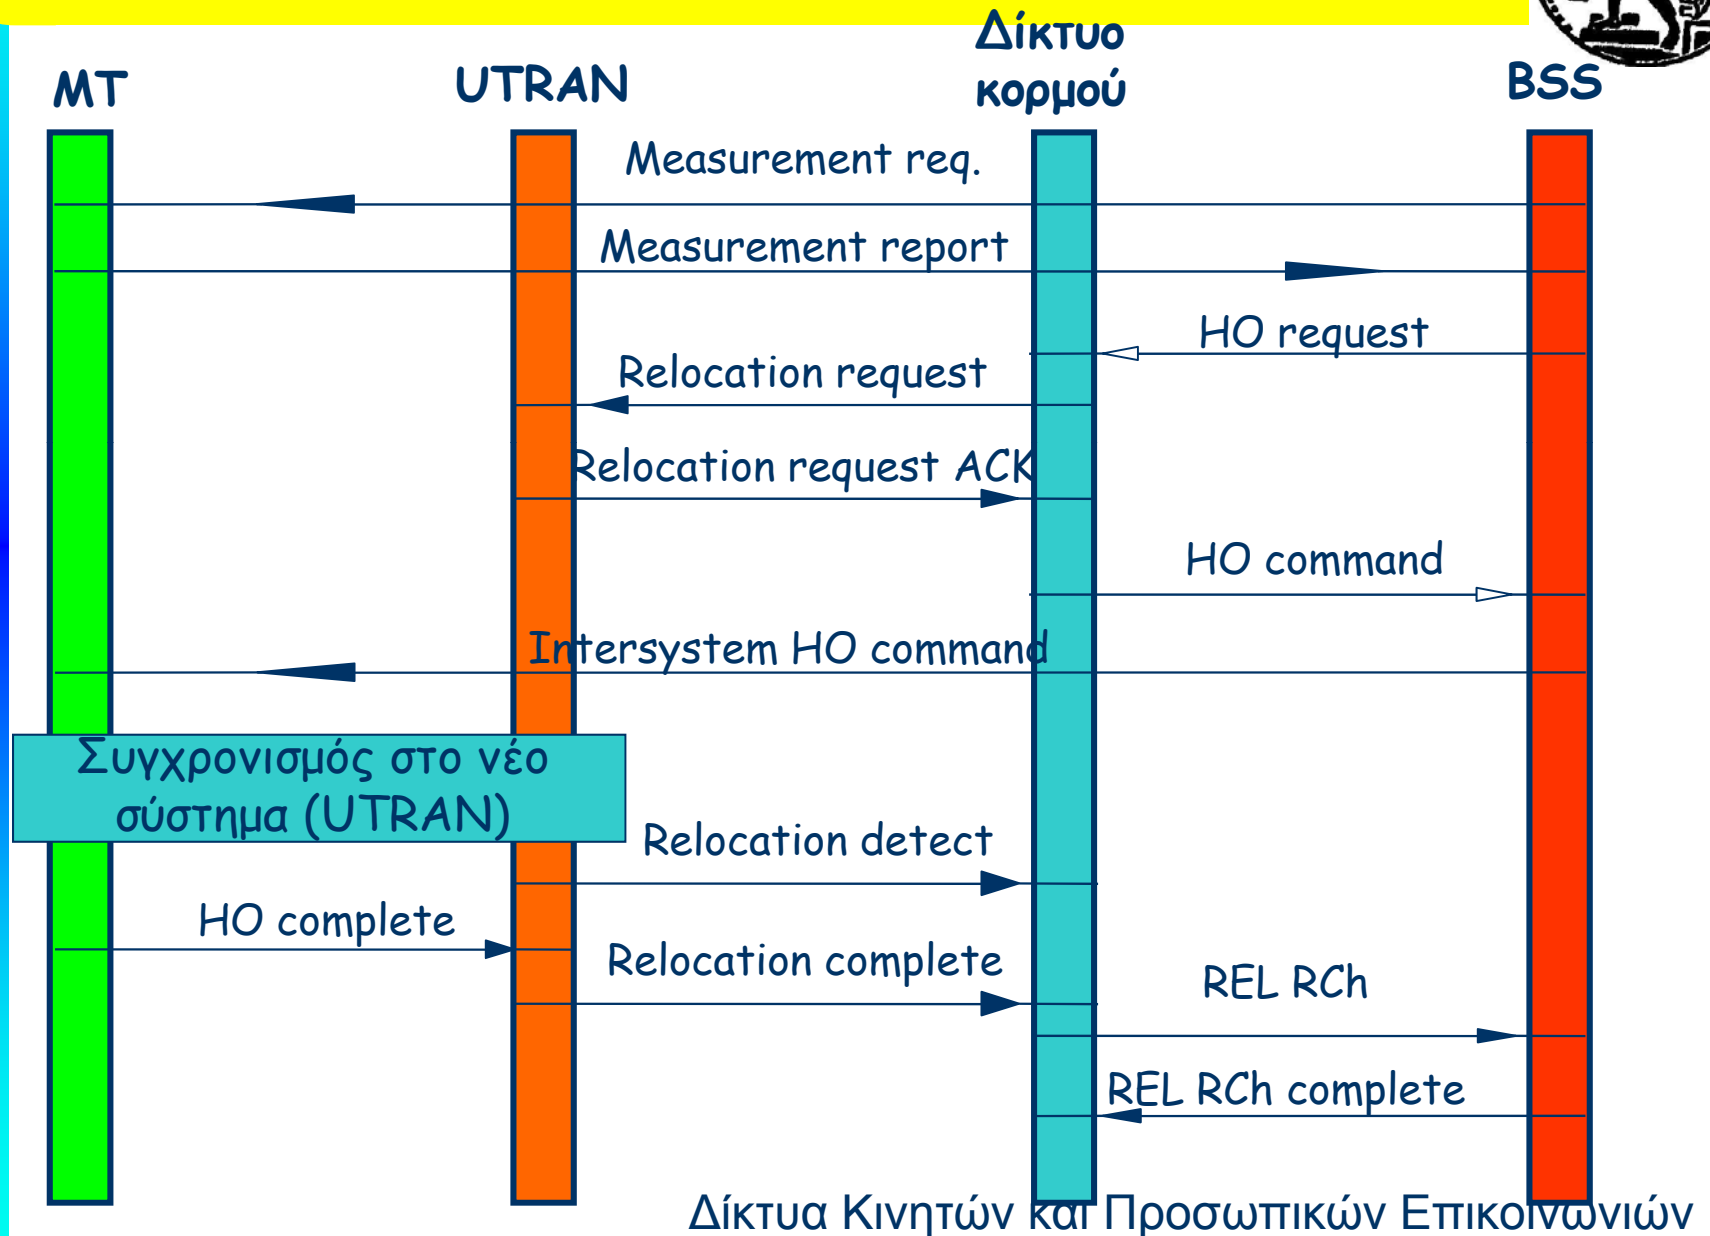 Δίκτυο
κορμού
MT
UTRAN
BSS
Measurement req.
Measurement report
HO request
Relocation request
Relocation request ACK
HO command
Intersystem HO command
Συγχρονισμός στο νέο
σύστημα (UTRAN)
Relocation detect
HO complete
Relocation complete
REL RCh
REL RCh complete
Δίκτυα Κινητών και Προσωπικών Επικοινωνιών